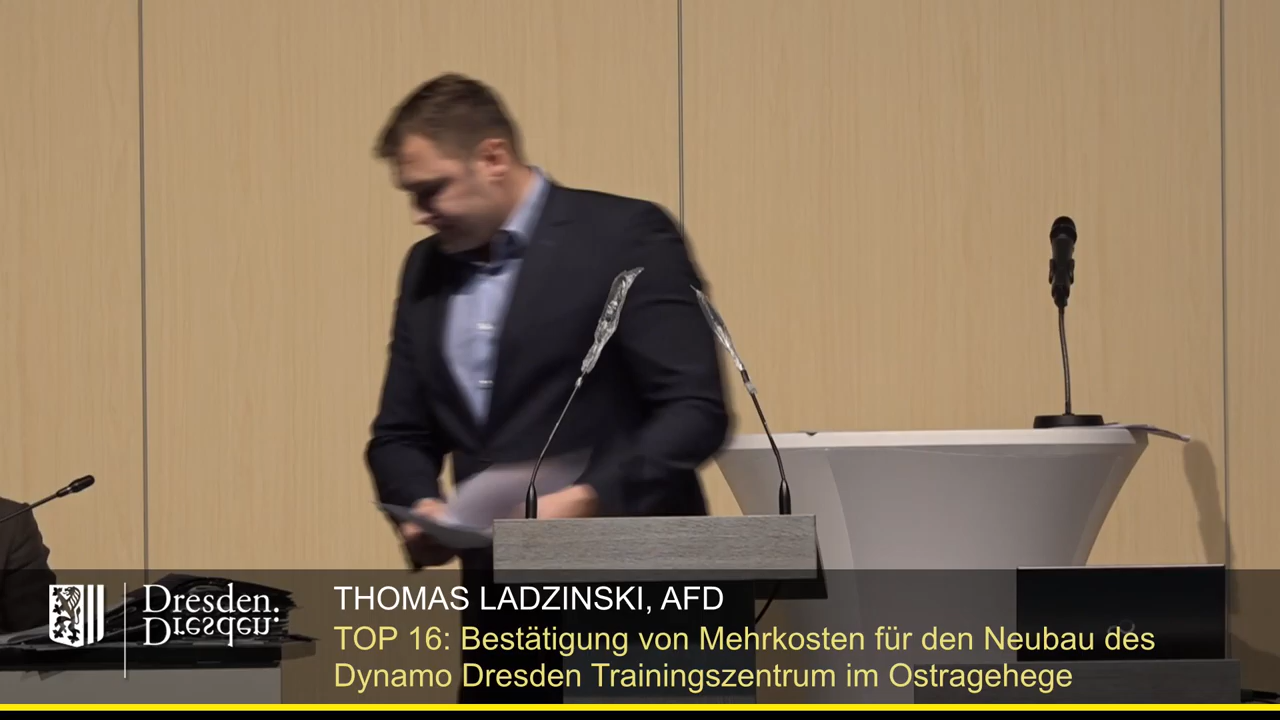 Dresden.
Dresden.
THOMAS LADZINSKI, AFD
TOP 16: Bestätigung von Mehrkosten für den Neubau des
Dynamo Dresden Trainingszentrum im Ostragehege